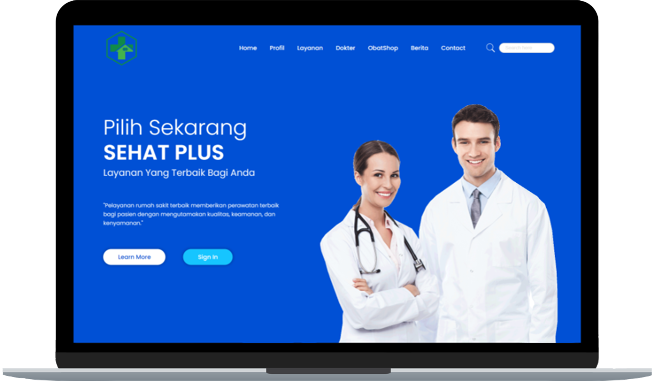 Home Profil Layanan Dokter ObatShop Berita Contact
Pilih Sekarang
SEHAT PLUS
Layanan Yang Terbaik Bagi Anda
"Pelayanan rumah sakit terbaik memberikan perawatan terbaik
bagi pasien dengan mengutamakan kualitas, keamanan, dan
kenyamanan."
Learn More Sign In